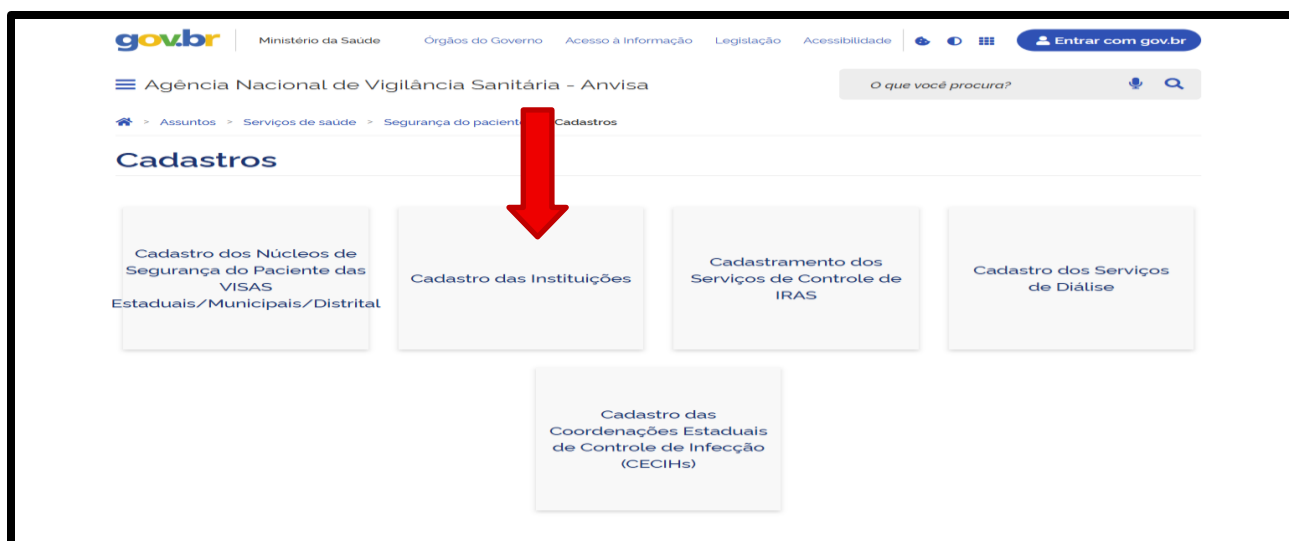 gov.br
Ministério da Saúde
Órgãos do Governo
Acesso à Informação
Legislação
Acessibilidade
Entrar com gov.br
Agência Nacional de Vigilância Sanitária - Anvisa
O que você procura?
> Assuntos > Serviços de saúde > Segurança do paciente Cadastros
Cadastros
Cadastro dos Núcleos de
Segurança do Paciente das
VISAS
Estaduais/Municipais/Distrital
Cadastro das Instituições
Cadastramento dos
Serviços de Controle de
IRAS
Cadastro dos Serviços
de Diálise
Cadastro das
Coordenações Estaduais
de Controle de Infecção
(CECIHs)